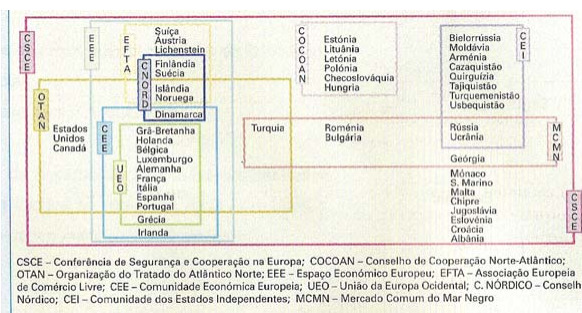 CSCE
EEE
EFTA
Suíça
Áustria
Lichenstein
CNORD
Finlândia
Suécia
Islândia
Noruega
Dinamarca
OTAN
Estados
Unidos
Canadá
CEE
UEO
Grã-Bretanha
Holanda
Bélgica
Luxemburgo
Alemanha
França
Itália
Espanha
Portugal
Grécia
Irlanda
Turquia
COCOAN
Estónia
Lituânia
Letónia
Polónia
Checoslováquia
Hungria
Roménia
Bulgária
CEI
Bielorrússia
Moldávia
Arménia
Cazaquistão
Quirguízia
Tajiquistão
Turquemenistão
Usbequistão
Rússia
Ucrânia
MCMN
Geórgia
Mónaco
S. Marino
Malta
Chipre
Jugoslávia
Eslovénia
Croácia
Albânia
CSCE
CSCE – Conferência de Segurança e Cooperação na Europa; COCOAN – Conselho de Cooperação Norte-Atlântico;
OTAN – Organização do Tratado do Atlântico Norte; EEE – Espaço Económico Europeu; EFTA – Associação Europeia
de Comércio Livre; CEE – Comunidade Económica Europeia; UEO – União da Europa Ocidental; C. NÓRDICO – Conselh
Nórdico; CEI – Comunidade dos Estados Independentes; MCMN – Mercado Comum do Mar Negro